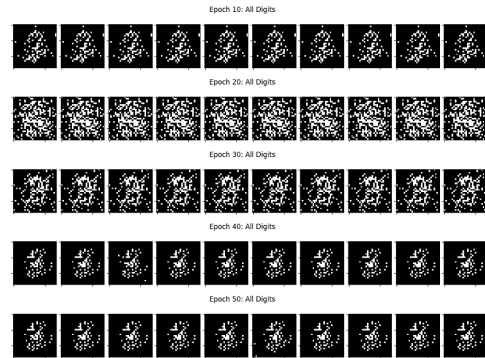 Epoch 10: All Digits
Epoch 20: All Digits
Epoch 30: All Digits
Epoch 40: All Digits
Epoch 50: All Digits